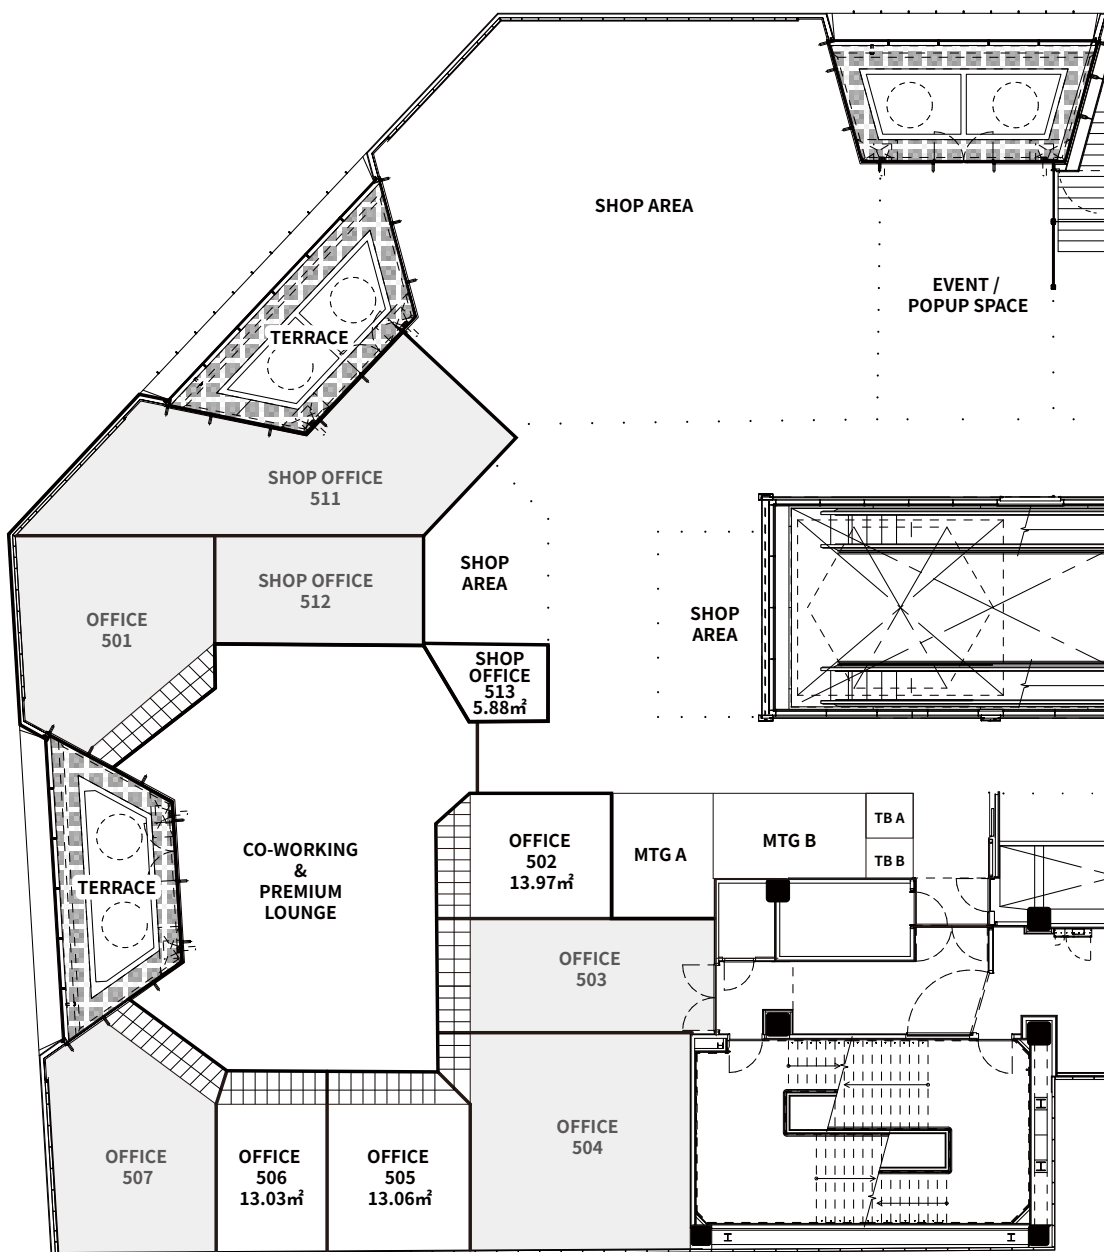 SHOP AREA
EVENT /
POPUP SPACE
TERRACE
SHOP OFFICE
511
SHOP
AREA
SHOP OFFICE
512
OFFICE
501
SHOP
AREA
SHOP
OFFICE
513
5.88㎡
CO-WORKING
&
PREMIUM
LOUNGE
TERRACE
OFFICE
502
13.97㎡
MTG A
MTG B
TB A
TB B
OFFICE
503
OFFICE
504
OFFICE
507
OFFICE
506
13.03㎡
OFFICE
505
13.06㎡